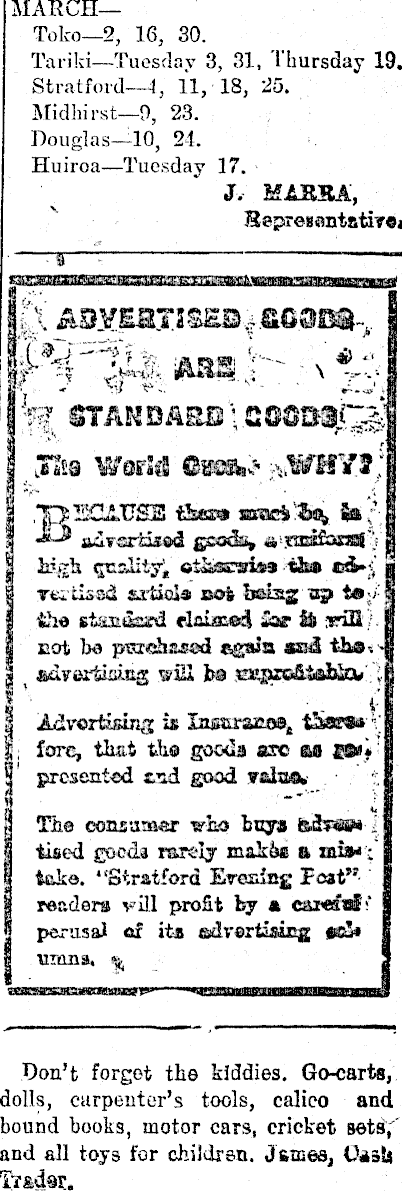 MARCH—
Toko—2, 16, 30.
Tariki—Tuesday 3, 31, Thursday 19.
Stratford—4, 11, 18, 25.
Midhirst—9, 23.
Douglas—10, 24.
Huiroa—Tuesday 17.
J. MARRA,
Representative.
ADVERTISED GOODS
ARE
STANDARD GOODS
The World Over. WHY?
BECAUSE there must be, in
advertised goods, a uniform
high quality, otherwise the ad-
vertised article not being up to
the standard claimed for it will
not be purchased again and the
advertising will be unprofitable.
Advertising is Insurance, there-
fore, that the goods are as re-
presented and good value.
The consumer who buys adver-
tised goods rarely makes a mis-
take. "Stratford Evening Post"
readers will profit by a careful
perusal of its advertising col-
umns.
Don't forget the kiddies. Go-carts,
dolls, carpenter's tools, calico and
bound books, motor cars, cricket sets,
and all toys for children. James, Cash
Trader.